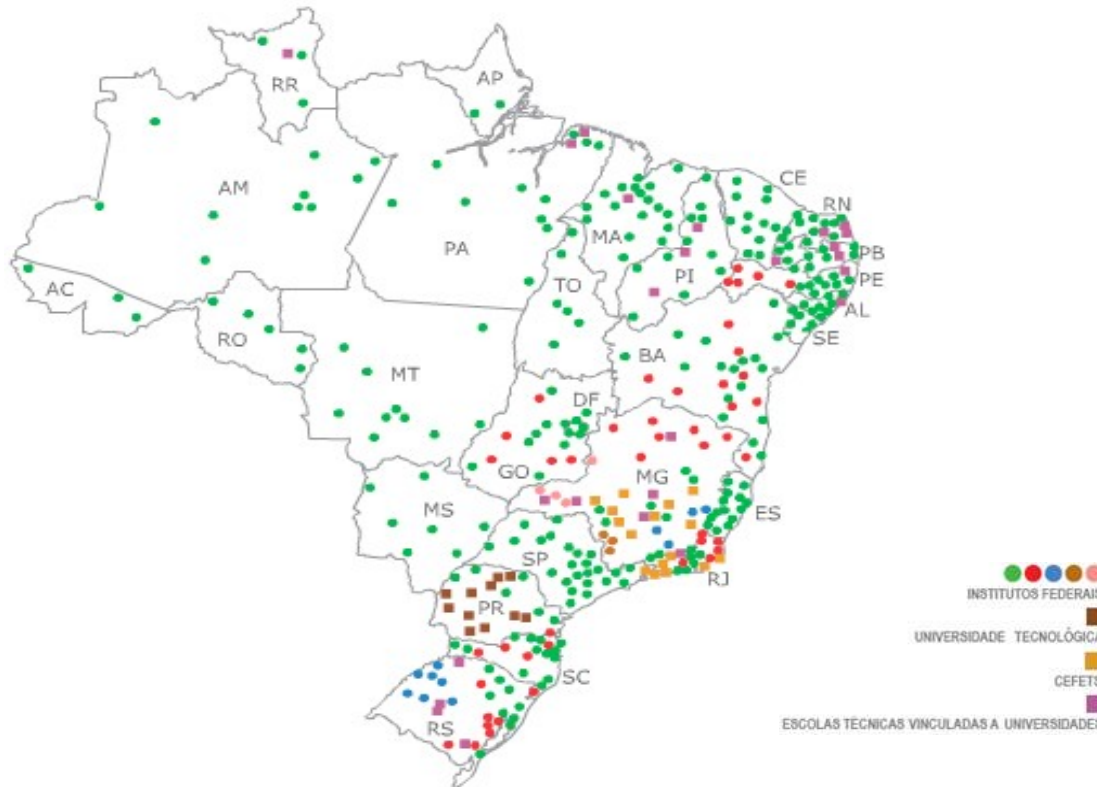 RR
AP
AM
PA
MA
CE
RN
PB
PE
AL
SE
PI
TO
AC
RO
MT
BA
DF
GO
MG
ES
MS
SP
RJ
PR
SC
RS
INSTITUTOS FEDERAIS
UNIVERSIDADE TECNOLÓGICA
CEFETS
ESCOLAS TÉCNICAS VINCULADAS A UNIVERSIDADES